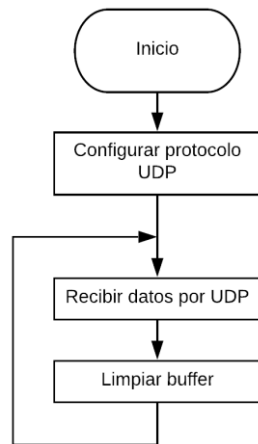 Inicio
Configurar protocolo
UDP
Recibir datos por UDP
Limpiar buffer